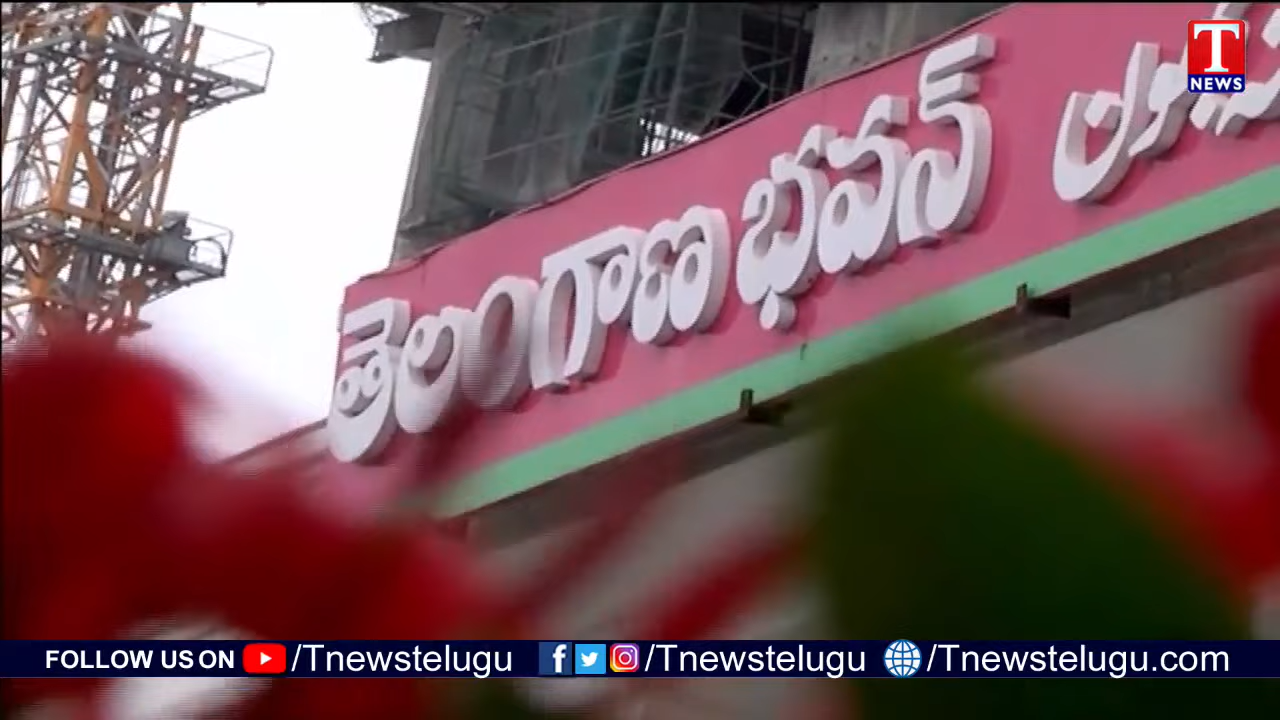 T
NEWS
తెలంగాణ భవన్
FOLLOW US ON /Tnewstelugu /Tnewstelugu /Tnewstelugu.com